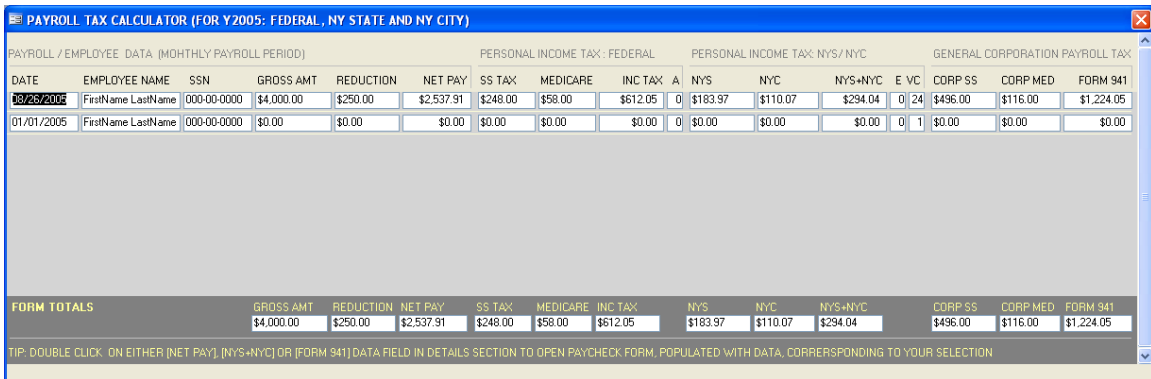 PAYROLL TAX CALCULATOR (FOR Y2005: FEDERAL, NY STATE AND NY CITY)
PAYROLL / EMPLOYEE DATA (MOHTHLY PAYROLL PERIOD) PERSONAL INCOME TAX : FEDERAL PERSONAL INCOME TAX: NYS/ NYC GENERAL CORPORATION PAYROLL TAX
DATE EMPLOYEE NAME SSN GROSS AMT REDUCTION NET PAY SS TAX MEDICARE INC TAX A NYS NYC NYS+NYC E VC CORP SS CORP MED FORM 941
08/26/2005 FirstName LastName 000-00-0000 $4,000.00 $250.00 $2,537.91 $248.00 $58.00 $612.05 0 $183.97 $110.07 $294.04 0 24 $496.00 $116.00 $1,224.05
01/01/2005 FirstName LastName 000-00-0000 $0.00 $0.00 $0.00 $0.00 $0.00 $0.00 0 $0.00 $0.00 $0.00 0 1 $0.00 $0.00 $0.00
FORM TOTALS GROSS AMT REDUCTION NET PAY SS TAX MEDICARE INC TAX NYS NYC NYS+NYC CORP SS CORP MED FORM 941
$4,000.00 $250.00 $2,537.91 $248.00 $58.00 $612.05 $183.97 $110.07 $294.04 $496.00 $116.00 $1,224.05
TIP: DOUBLE CLICK ON EITHER [NET PAY], [NYS+NYC] OR [FORM 941] DATA FIELD IN DETAILS SECTION TO OPEN PAYCHECK FORM, POPULATED WITH DATA, CORRERSPONDING TO YOUR SELECTION